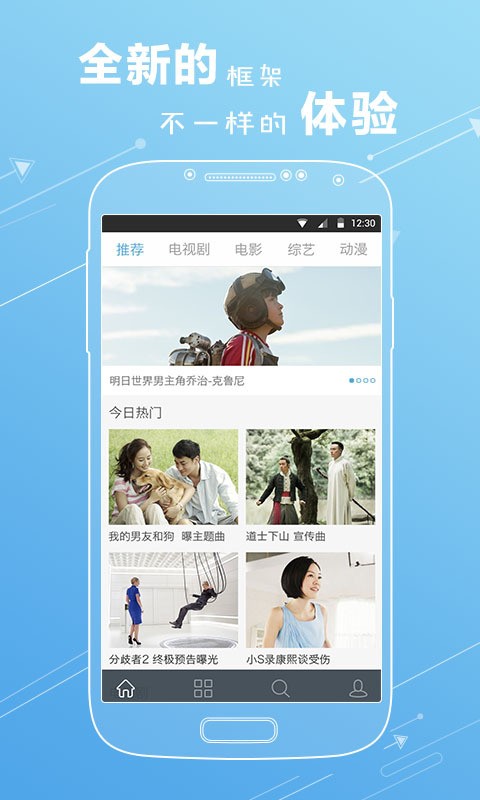 全新的 框架
不一样的 体验
12:30
推荐 电视剧 电影 综艺 动漫
明日世界男主角乔治-克鲁尼
今日热门
我的男友和狗 曝主题曲
道士下山 宣传曲
分歧者2 终极预告曝光
小S录康熙谈受伤